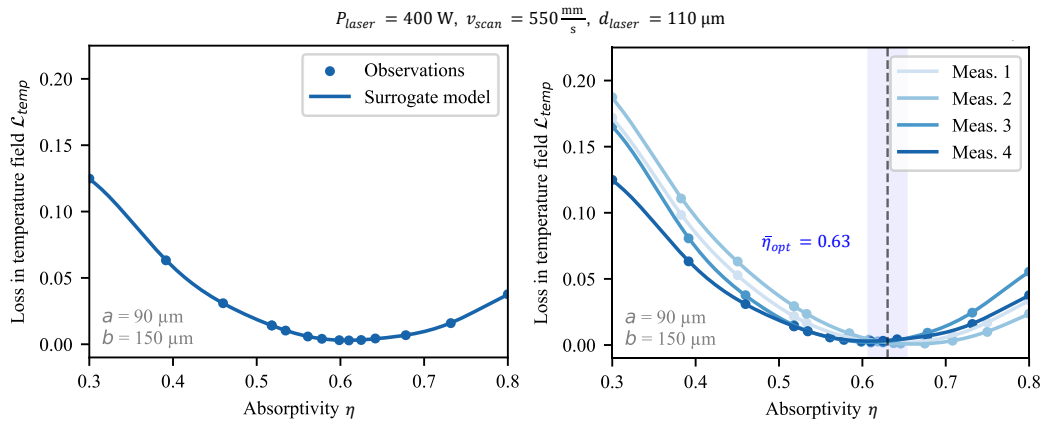 P_laser = 400 W, v_scan = 550 mm/s, d_laser = 110 µm
Loss in temperature field ℒ_temp
0.20
0.15
0.10
0.05
0.00
Observations
Surrogate model
a = 90 µm
b = 150 µm
0.3 0.4 0.5 0.6 0.7 0.8
Absorptivity η
Loss in temperature field ℒ_temp
0.20
0.15
0.10
0.05
0.00
Meas. 1
Meas. 2
Meas. 3
Meas. 4
η̄_opt = 0.63
a = 90 µm
b = 150 µm
0.3 0.4 0.5 0.6 0.7 0.8
Absorptivity η